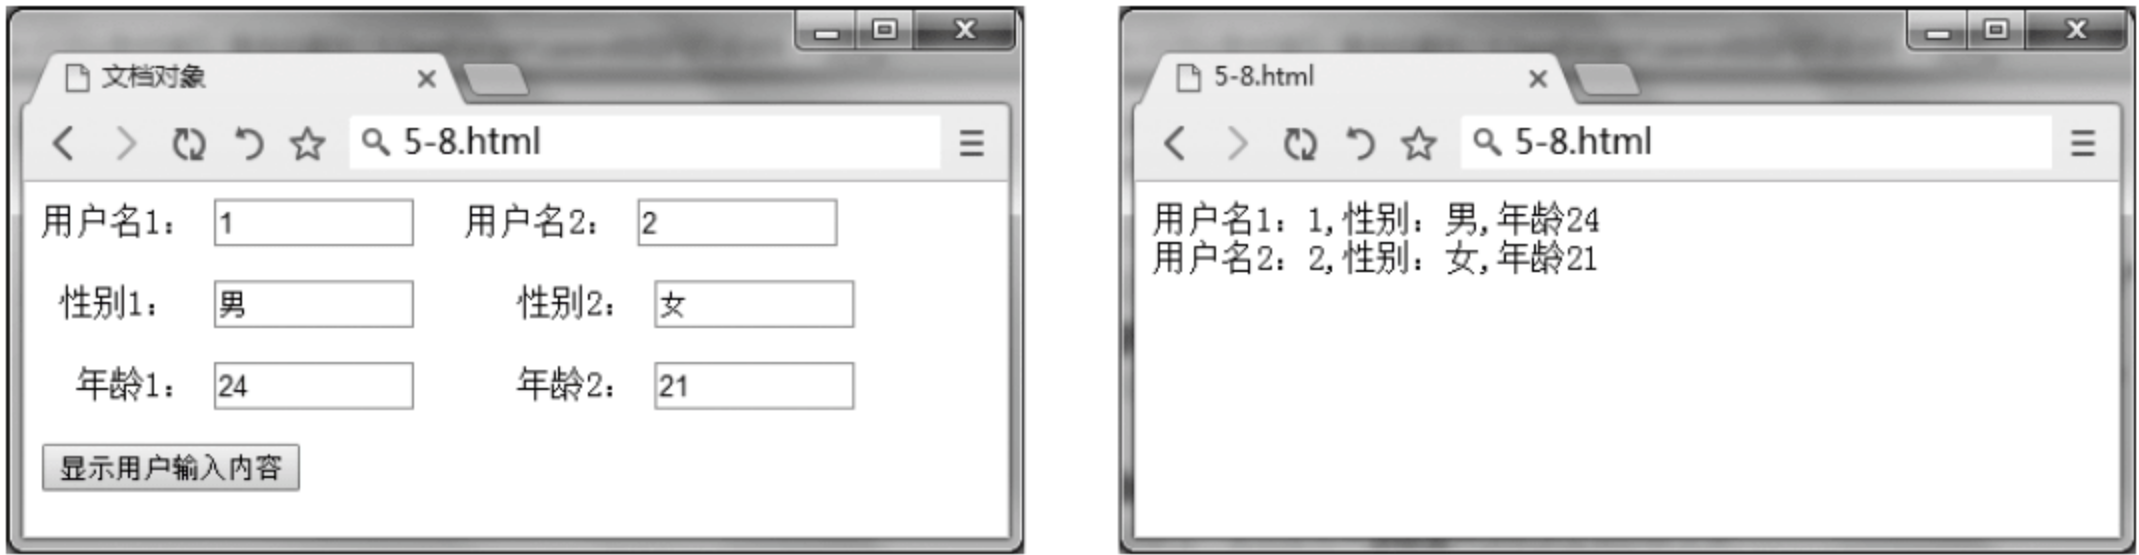 文档对象
5-8.html
用户名1： 1 用户名2： 2
性别1： 男 性别2： 女
年龄1： 24 年龄2： 21
显示用户输入内容
5-8.html
5-8.html
用户名1：1,性别：男,年龄24
用户名2：2,性别：女,年龄21